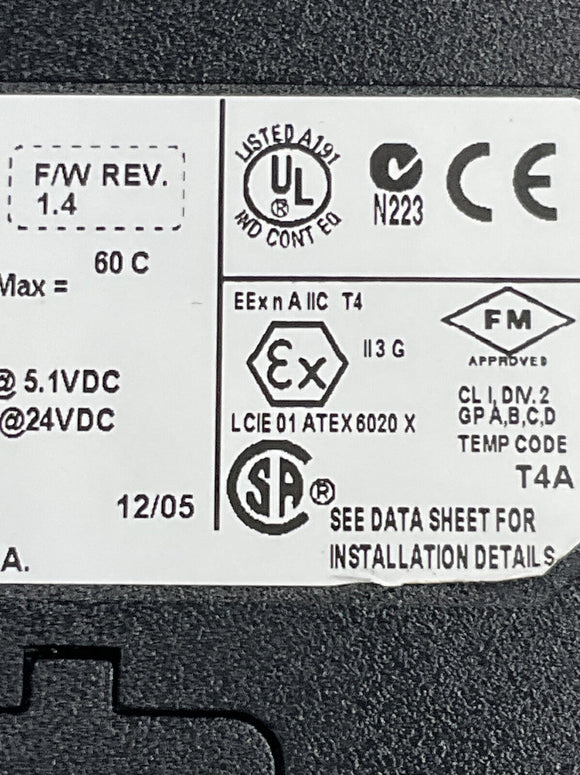 F/W REV.
1.4
60 C
Max =
@ 5.1VDC
@24VDC
12/05
A.
LISTED A191
UL
®
IND CONT EQ
N223
CE
EEx n A IIC T4
Ex
II 3 G
LCIE 01 ATEX 6020 X
FM
APPROVED
CL I, DIV. 2
GP A,B,C,D
TEMP CODE
T4A
SA ®
SEE DATA SHEET FOR
INSTALLATION DETAILS